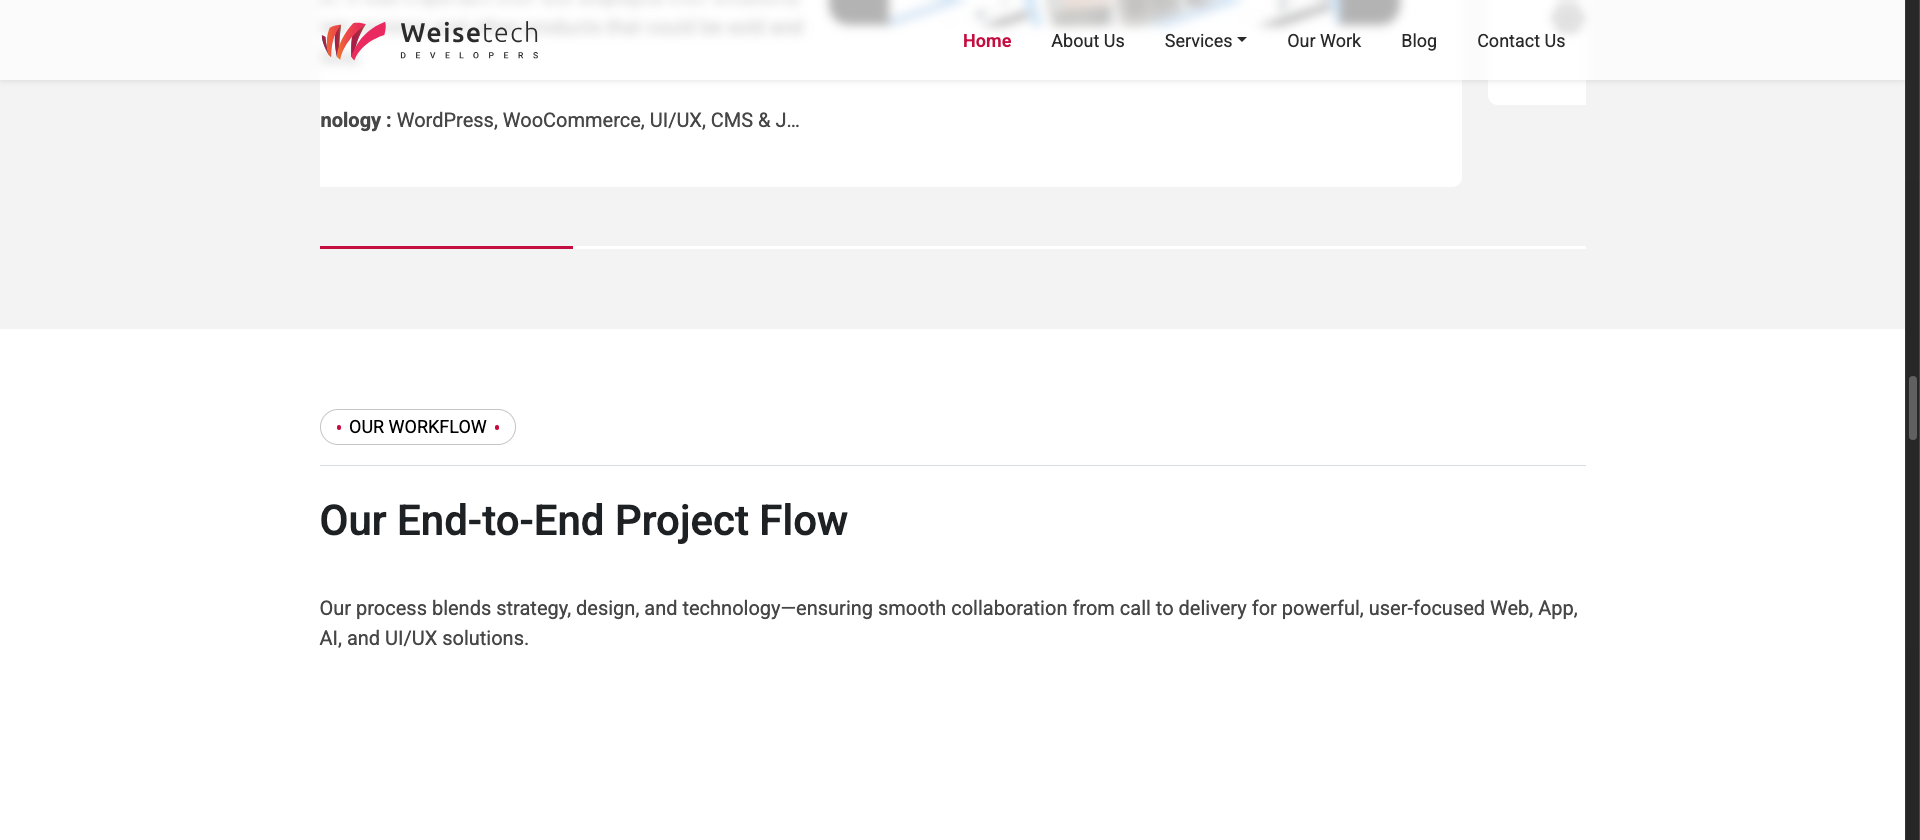 Weisetech
DEVELOPERS
Home
About Us
Services
Our Work
Blog
Contact Us
nology : WordPress, WooCommerce, UI/UX, CMS & J...
• OUR WORKFLOW •
Our End-to-End Project Flow
Our process blends strategy, design, and technology—ensuring smooth collaboration from call to delivery for powerful, user-focused Web, App,
AI, and UI/UX solutions.